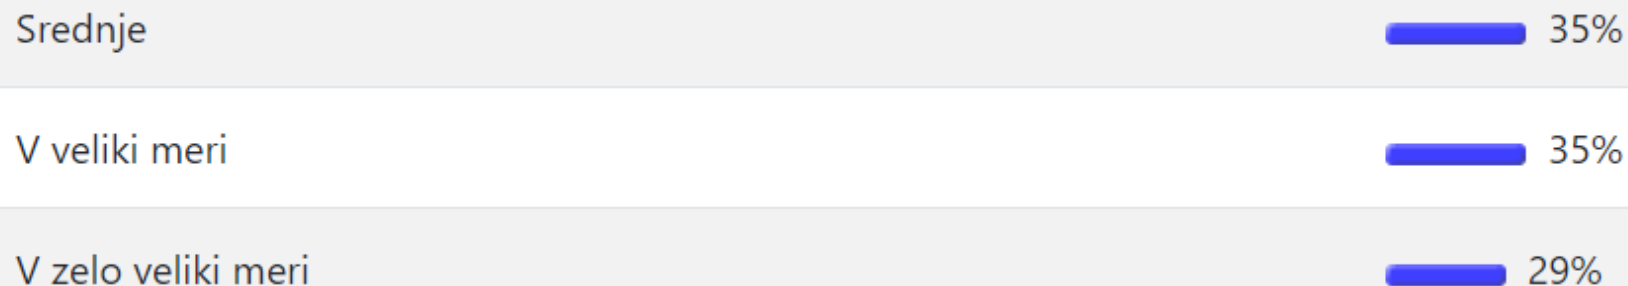 Srednje 35%
V veliki meri 35%
V zelo veliki meri 29%